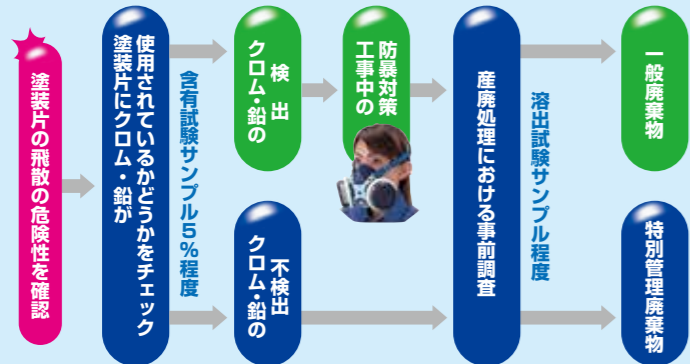 塗装片の飛散の危険性を確認
塗装片にクロム・鉛が
使用されているかどうかをチェック
含有試験サンプル5%程度
クロム・鉛の
検出
工事中の
防暴対策
クロム・鉛の
不検出
産廃処理における事前調査
溶出試験サンプル程度
一般廃棄物
特別管理廃棄物